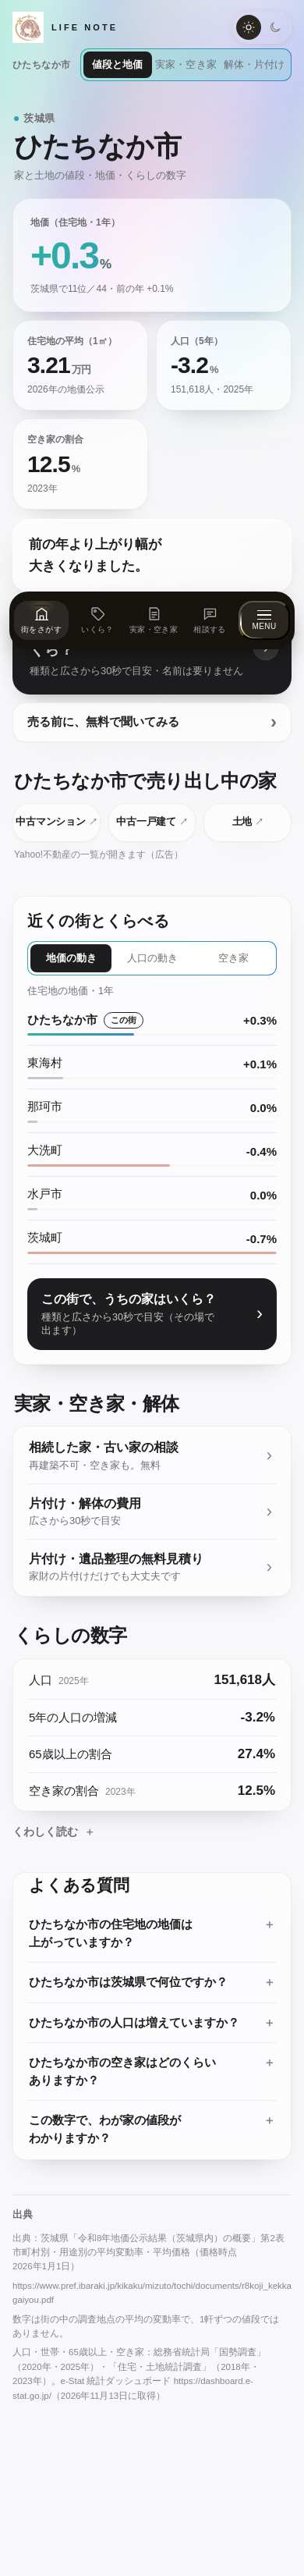 LIFE NOTE
ひたちなか市
値段と地価
実家・空き家
解体・片付け
茨城県
ひたちなか市
家と土地の値段・地価・くらしの数字
地価（住宅地・1年）
+0.3%
茨城県で11位／44・前の年 +0.1%
住宅地の平均（1㎡）
3.21万円
2026年の地価公示
人口（5年）
-3.2%
151,618人・2025年
空き家の割合
12.5%
2023年
前の年より上がり幅が
大きくなりました。
街をさがす
いくら？
実家・空き家
相談する
MENU
くら？
種類と広さから30秒で目安・名前は要りません
売る前に、無料で聞いてみる
ひたちなか市で売り出し中の家
中古マンション ↗
中古一戸建て ↗
土地 ↗
Yahoo!不動産の一覧が開きます（広告）
近くの街とくらべる
地価の動き
人口の動き
空き家
住宅地の地価・1年
ひたちなか市 この街 +0.3%
東海村 +0.1%
那珂市 0.0%
大洗町 -0.4%
水戸市 0.0%
茨城町 -0.7%
この街で、うちの家はいくら？
種類と広さから30秒で目安（その場で
出ます）
実家・空き家・解体
相続した家・古い家の相談
再建築不可・空き家も。無料
片付け・解体の費用
広さから30秒で目安
片付け・遺品整理の無料見積り
家財の片付けだけでも大丈夫です
くらしの数字
人口 2025年 151,618人
5年の人口の増減 -3.2%
65歳以上の割合 27.4%
空き家の割合 2023年 12.5%
くわしく読む ＋
よくある質問
ひたちなか市の住宅地の地価は
上がっていますか？ +
ひたちなか市は茨城県で何位ですか？ +
ひたちなか市の人口は増えていますか？ +
ひたちなか市の空き家はどのくらい
ありますか？ +
この数字で、わが家の値段が
わかりますか？ +
出典
出典：茨城県「令和8年地価公示結果（茨城県内）の概要」第2表
市町村別・用途別の平均変動率・平均価格（価格時点
2026年1月1日）
https://www.pref.ibaraki.jp/kikaku/mizuto/tochi/documents/r8koji_kekka
gaiyou.pdf
数字は街の中の調査地点の平均の変動率で、1軒ずつの値段では
ありません。
人口・世帯・65歳以上・空き家：総務省統計局「国勢調査」
（2020年・2025年）・「住宅・土地統計調査」（2018年・
2023年）。e-Stat 統計ダッシュボード https://dashboard.e-
stat.go.jp/（2026年11月13日に取得）